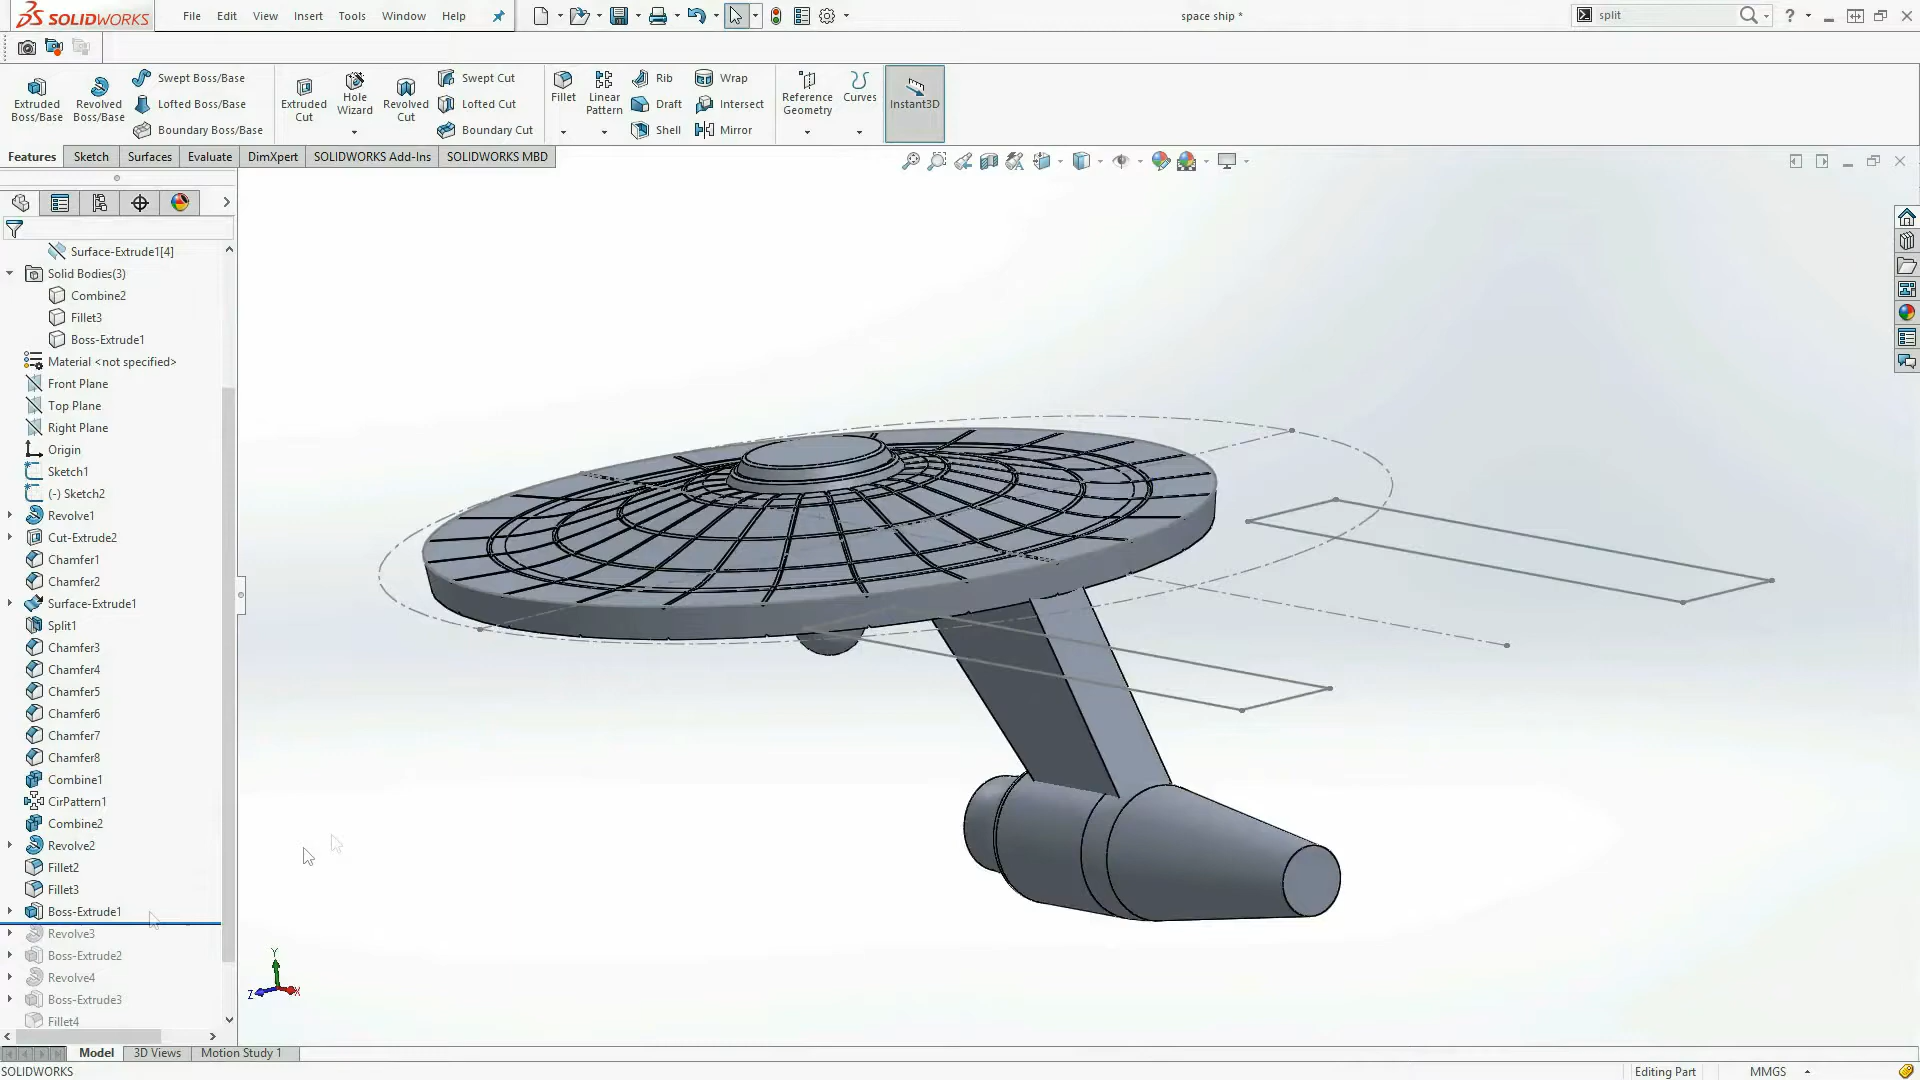 SOLIDWORKS File Edit View Insert Tools Window Help space ship * split ?
Extruded Boss/Base
Revolved Boss/Base
Swept Boss/Base
Lofted Boss/Base
Boundary Boss/Base
Extruded Cut
Hole Wizard
Revolved Cut
Swept Cut
Lofted Cut
Boundary Cut
Fillet
Linear Pattern
Rib
Draft
Shell
Wrap
Intersect
Mirror
Reference Geometry
Curves
Instant3D
Features Sketch Surfaces Evaluate DimXpert SOLIDWORKS Add-Ins SOLIDWORKS MBD
Surface-Extrude1[4]
Solid Bodies(3)
Combine2
Fillet3
Boss-Extrude1
Material <not specified>
Front Plane
Top Plane
Right Plane
Origin
Sketch1
(-) Sketch2
Revolve1
Cut-Extrude2
Chamfer1
Chamfer2
Surface-Extrude1
Split1
Chamfer3
Chamfer4
Chamfer5
Chamfer6
Chamfer7
Chamfer8
Combine1
CirPattern1
Combine2
Revolve2
Fillet2
Fillet3
Boss-Extrude1
Revolve3
Boss-Extrude2
Revolve4
Boss-Extrude3
Fillet4
Y
Z X
Model 3D Views Motion Study 1
SOLIDWORKS Editing Part MMGS